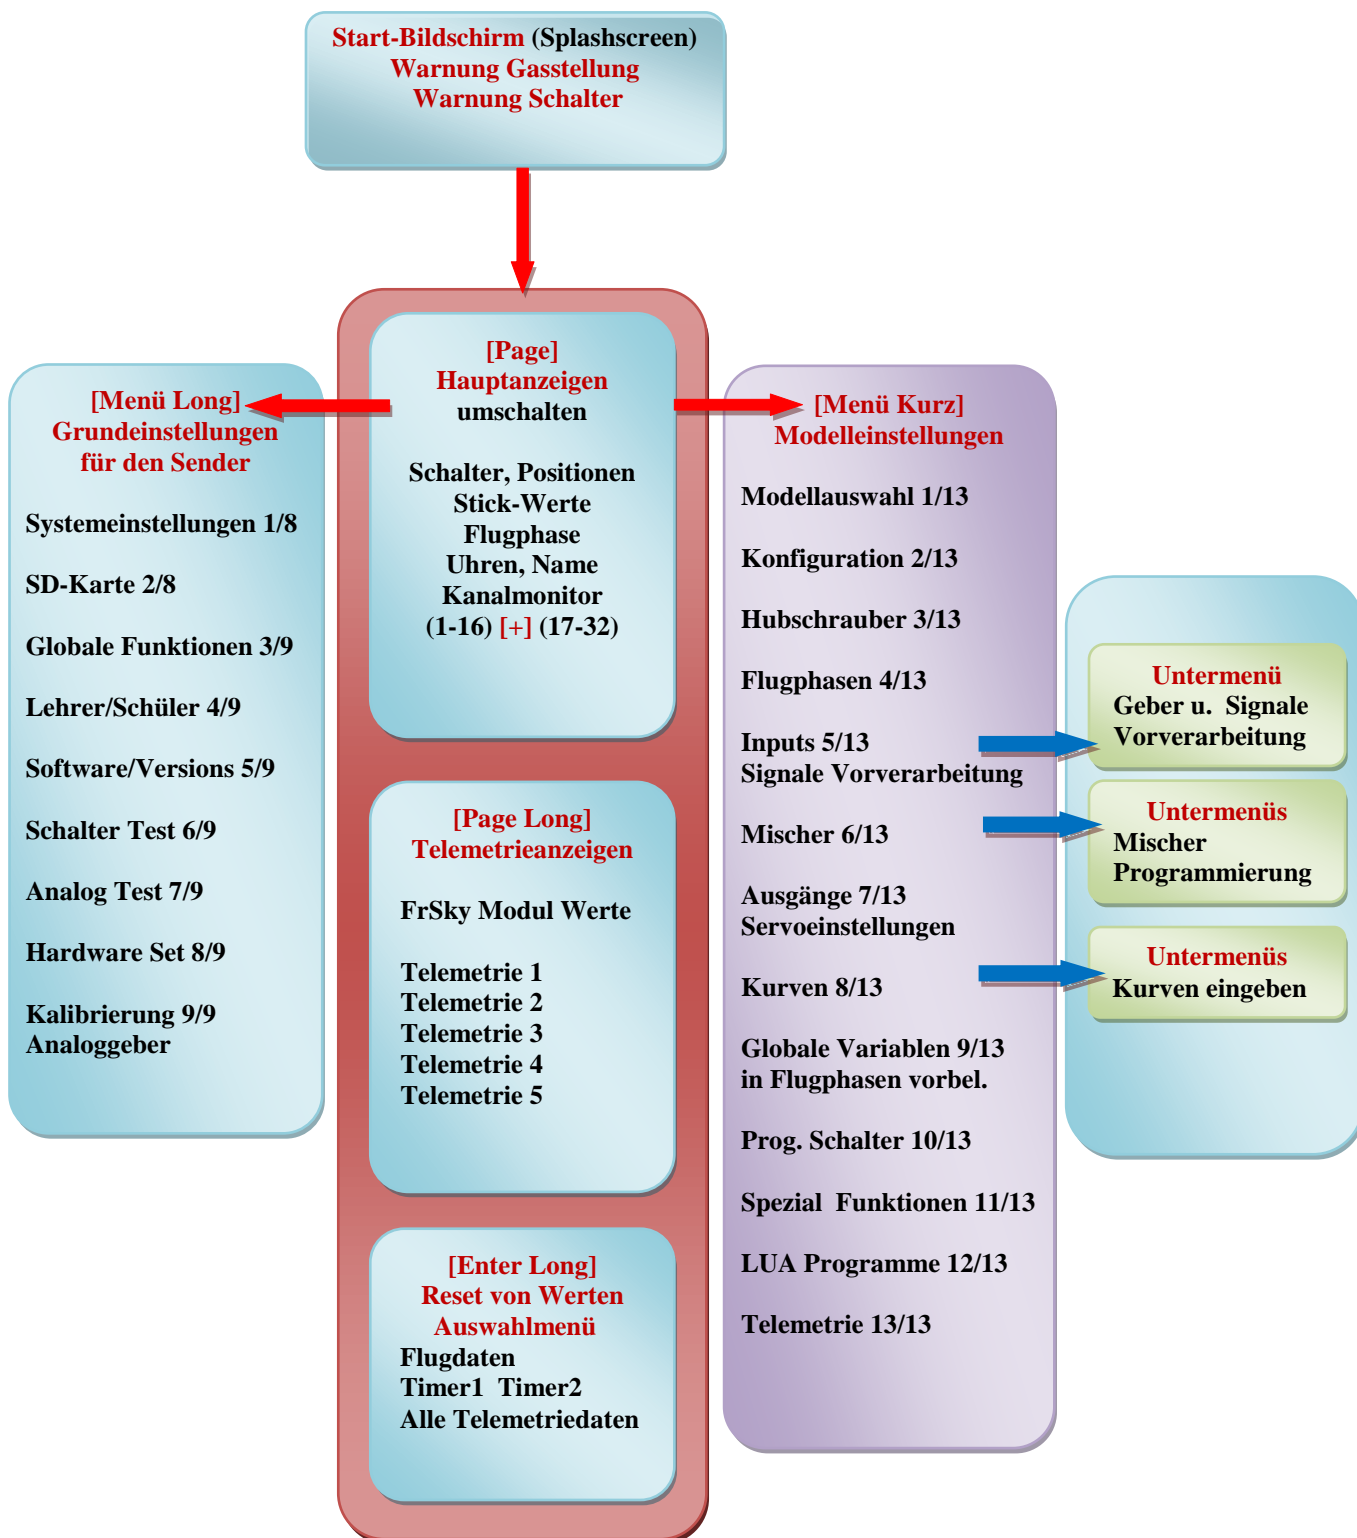 Start-Bildschirm (Splashscreen)
Warnung Gasstellung
Warnung Schalter
[Menü Long]
Grundeinstellungen
für den Sender
Systemeinstellungen 1/8
SD-Karte 2/8
Globale Funktionen 3/9
Lehrer/Schüler 4/9
Software/Versions 5/9
Schalter Test 6/9
Analog Test 7/9
Hardware Set 8/9
Kalibrierung 9/9
Analoggeber
[Page]
Hauptanzeigen
umschalten
Schalter, Positionen
Stick-Werte
Flugphase
Uhren, Name
Kanalmonitor
(1-16) [+] (17-32)
[Page Long]
Telemetrieanzeigen
FrSky Modul Werte
Telemetrie 1
Telemetrie 2
Telemetrie 3
Telemetrie 4
Telemetrie 5
[Enter Long]
Reset von Werten
Auswahlmenü
Flugdaten
Timer1 Timer2
Alle Telemetriedaten
[Menü Kurz]
Modelleinstellungen
Modellauswahl 1/13
Konfiguration 2/13
Hubschrauber 3/13
Flugphasen 4/13
Inputs 5/13
Signale Vorverarbeitung
Mischer 6/13
Ausgänge 7/13
Servoeinstellungen
Kurven 8/13
Globale Variablen 9/13
in Flugphasen vorbel.
Prog. Schalter 10/13
Spezial Funktionen 11/13
LUA Programme 12/13
Telemetrie 13/13
Untermenü
Geber u. Signale
Vorverarbeitung
Untermenüs
Mischer
Programmierung
Untermenüs
Kurven eingeben